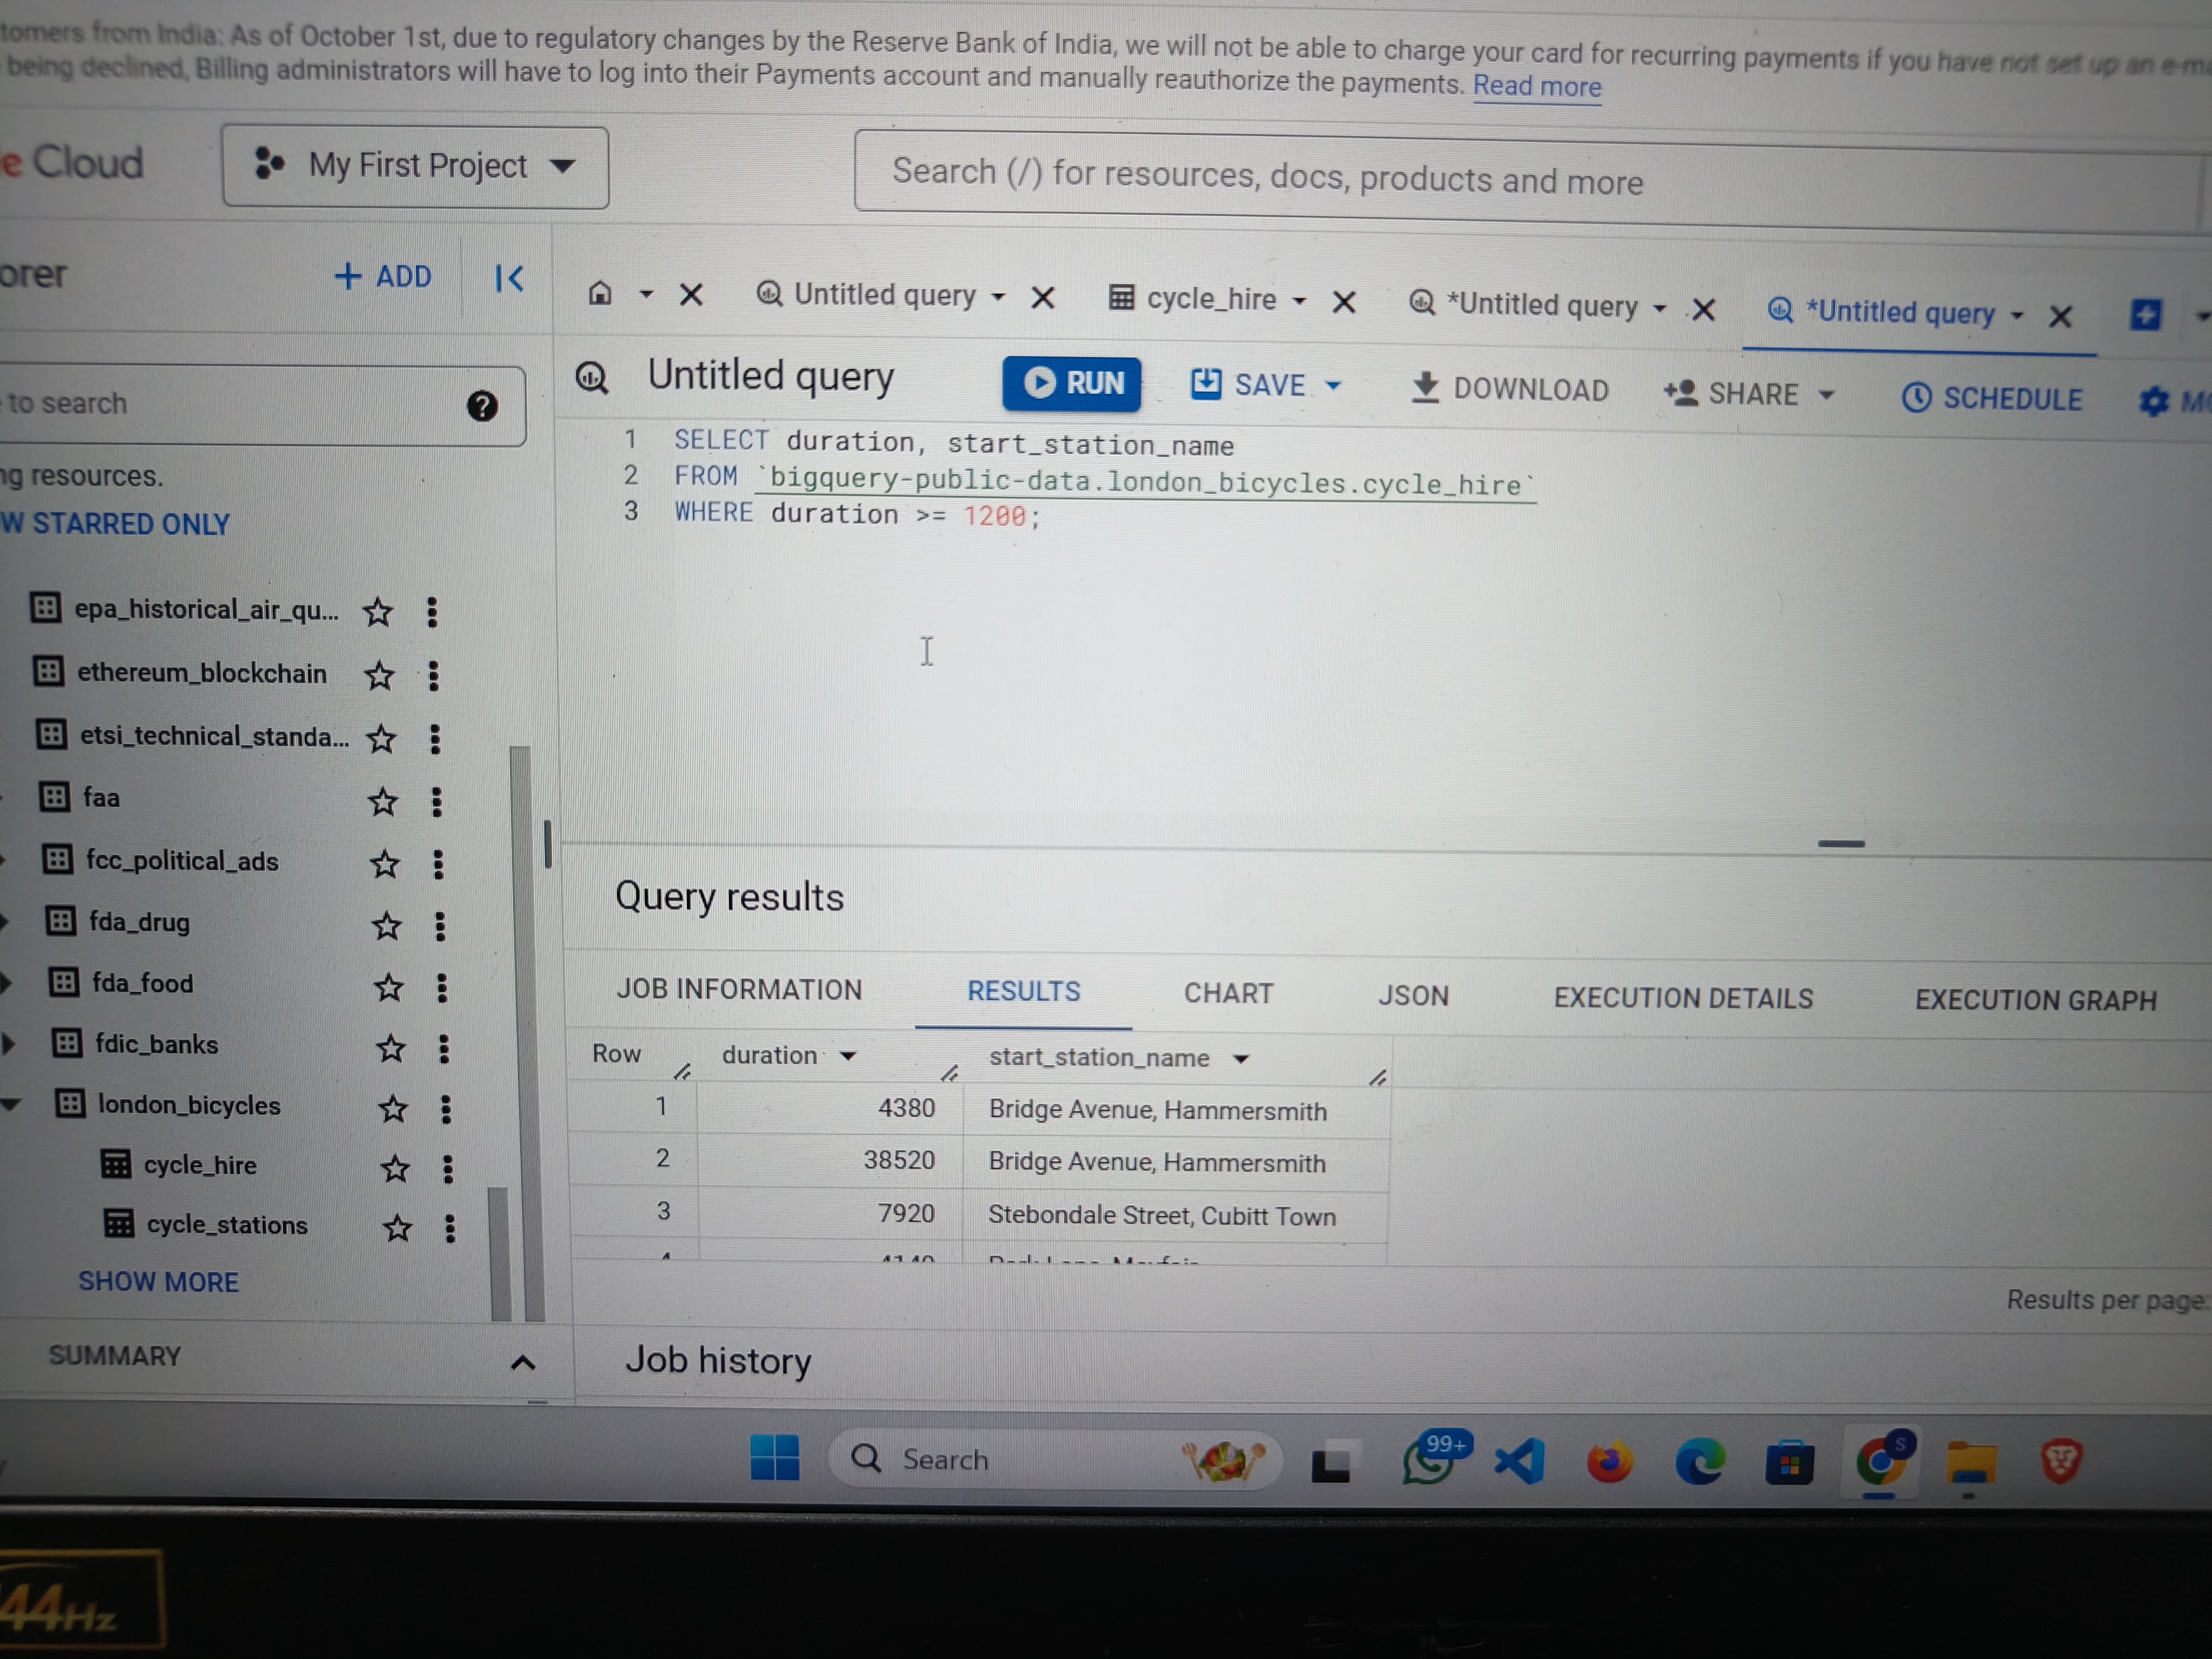 tomers from India: As of October 1st, due to regulatory changes by the Reserve Bank of India, we will not be able to charge your card for recurring payments if you have not set up an e-ma
being declined, Billing administrators will have to log into their Payments account and manually reauthorize the payments. Read more
e Cloud
My First Project
Search (/) for resources, docs, products and more
orer
+ ADD
Untitled query
cycle_hire
*Untitled query
*Untitled query
to search
Untitled query
RUN
SAVE
DOWNLOAD
SHARE
SCHEDULE
MO
1 SELECT duration, start_station_name
2 FROM `bigquery-public-data.london_bicycles.cycle_hire`
3 WHERE duration >= 1200;
ng resources.
W STARRED ONLY
epa_historical_air_qu...
ethereum_blockchain
etsi_technical_standa...
faa
fcc_political_ads
fda_drug
fda_food
fdic_banks
london_bicycles
cycle_hire
cycle_stations
SHOW MORE
SUMMARY
Query results
JOB INFORMATION RESULTS CHART JSON EXECUTION DETAILS EXECUTION GRAPH
Row duration start_station_name
1 4380 Bridge Avenue, Hammersmith
2 38520 Bridge Avenue, Hammersmith
3 7920 Stebondale Street, Cubitt Town
Results per page:
Job history
Search
99+
S
44Hz